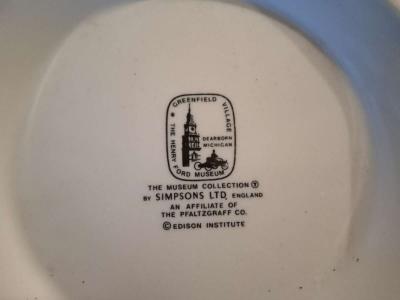 ★ GREENFIELD VILLAGE
DEARBORN
MICHIGAN
THE HENRY FORD MUSEUM
THE MUSEUM COLLECTION Ⓣ
BY SIMPSONS LTD, ENGLAND
AN AFFILIATE OF
THE PFALTZGRAFF CO.
© EDISON INSTITUTE